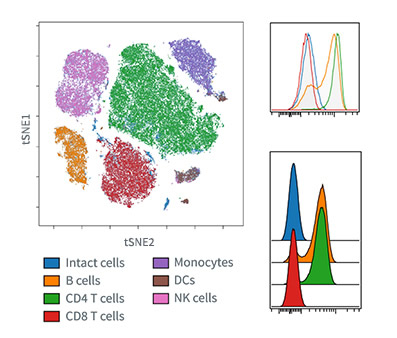 tSNE1
tSNE2
Intact cells
B cells
CD4 T cells
CD8 T cells
Monocytes
DCs
NK cells